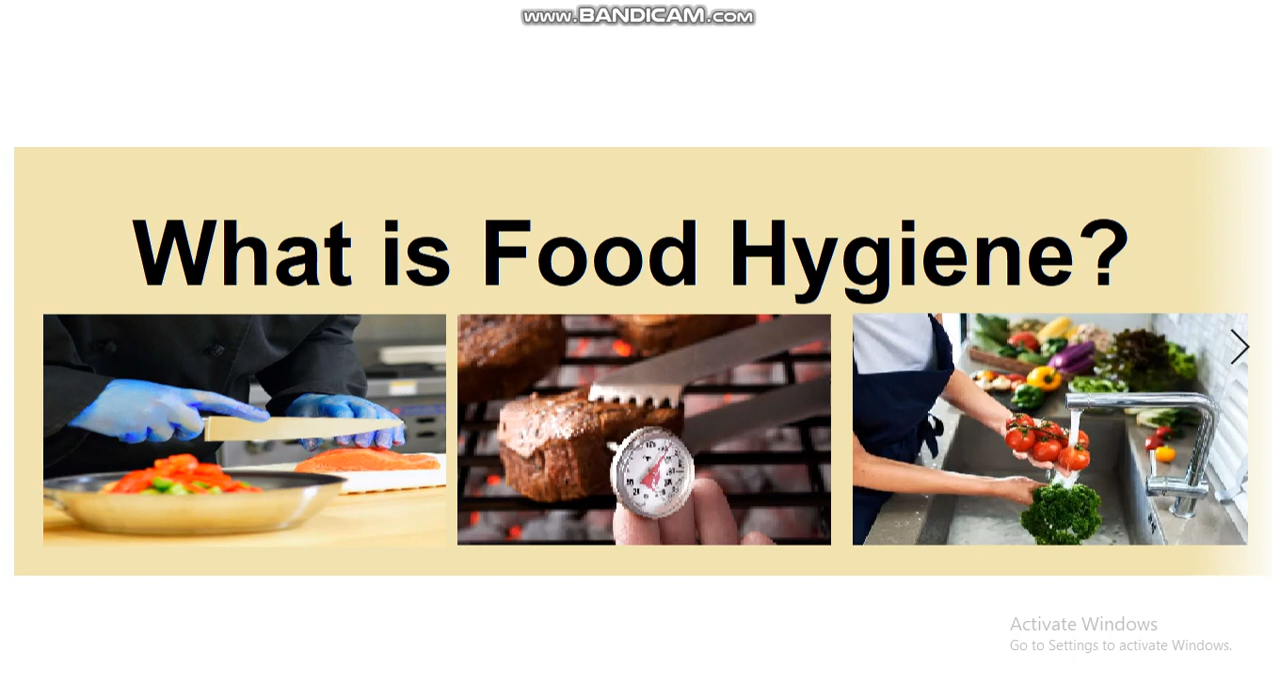 www.BANDICAM.com
What is Food Hygiene?
Activate Windows
Go to Settings to activate Windows.